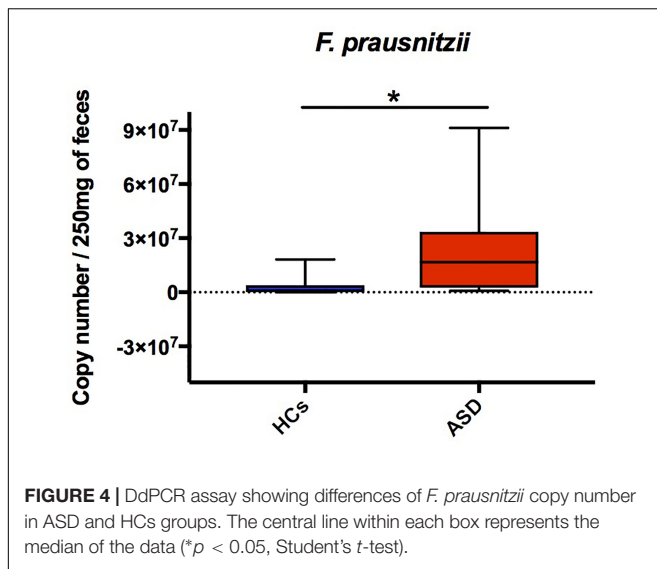 F. prausnitzii
*
Copy number / 250mg of feces
9×10⁷
6×10⁷
3×10⁷
0
-3×10⁷
HCs
ASD
FIGURE 4 | DdPCR assay showing differences of F. prausnitzii copy number
in ASD and HCs groups. The central line within each box represents the
median of the data (*p < 0.05, Student's t-test).